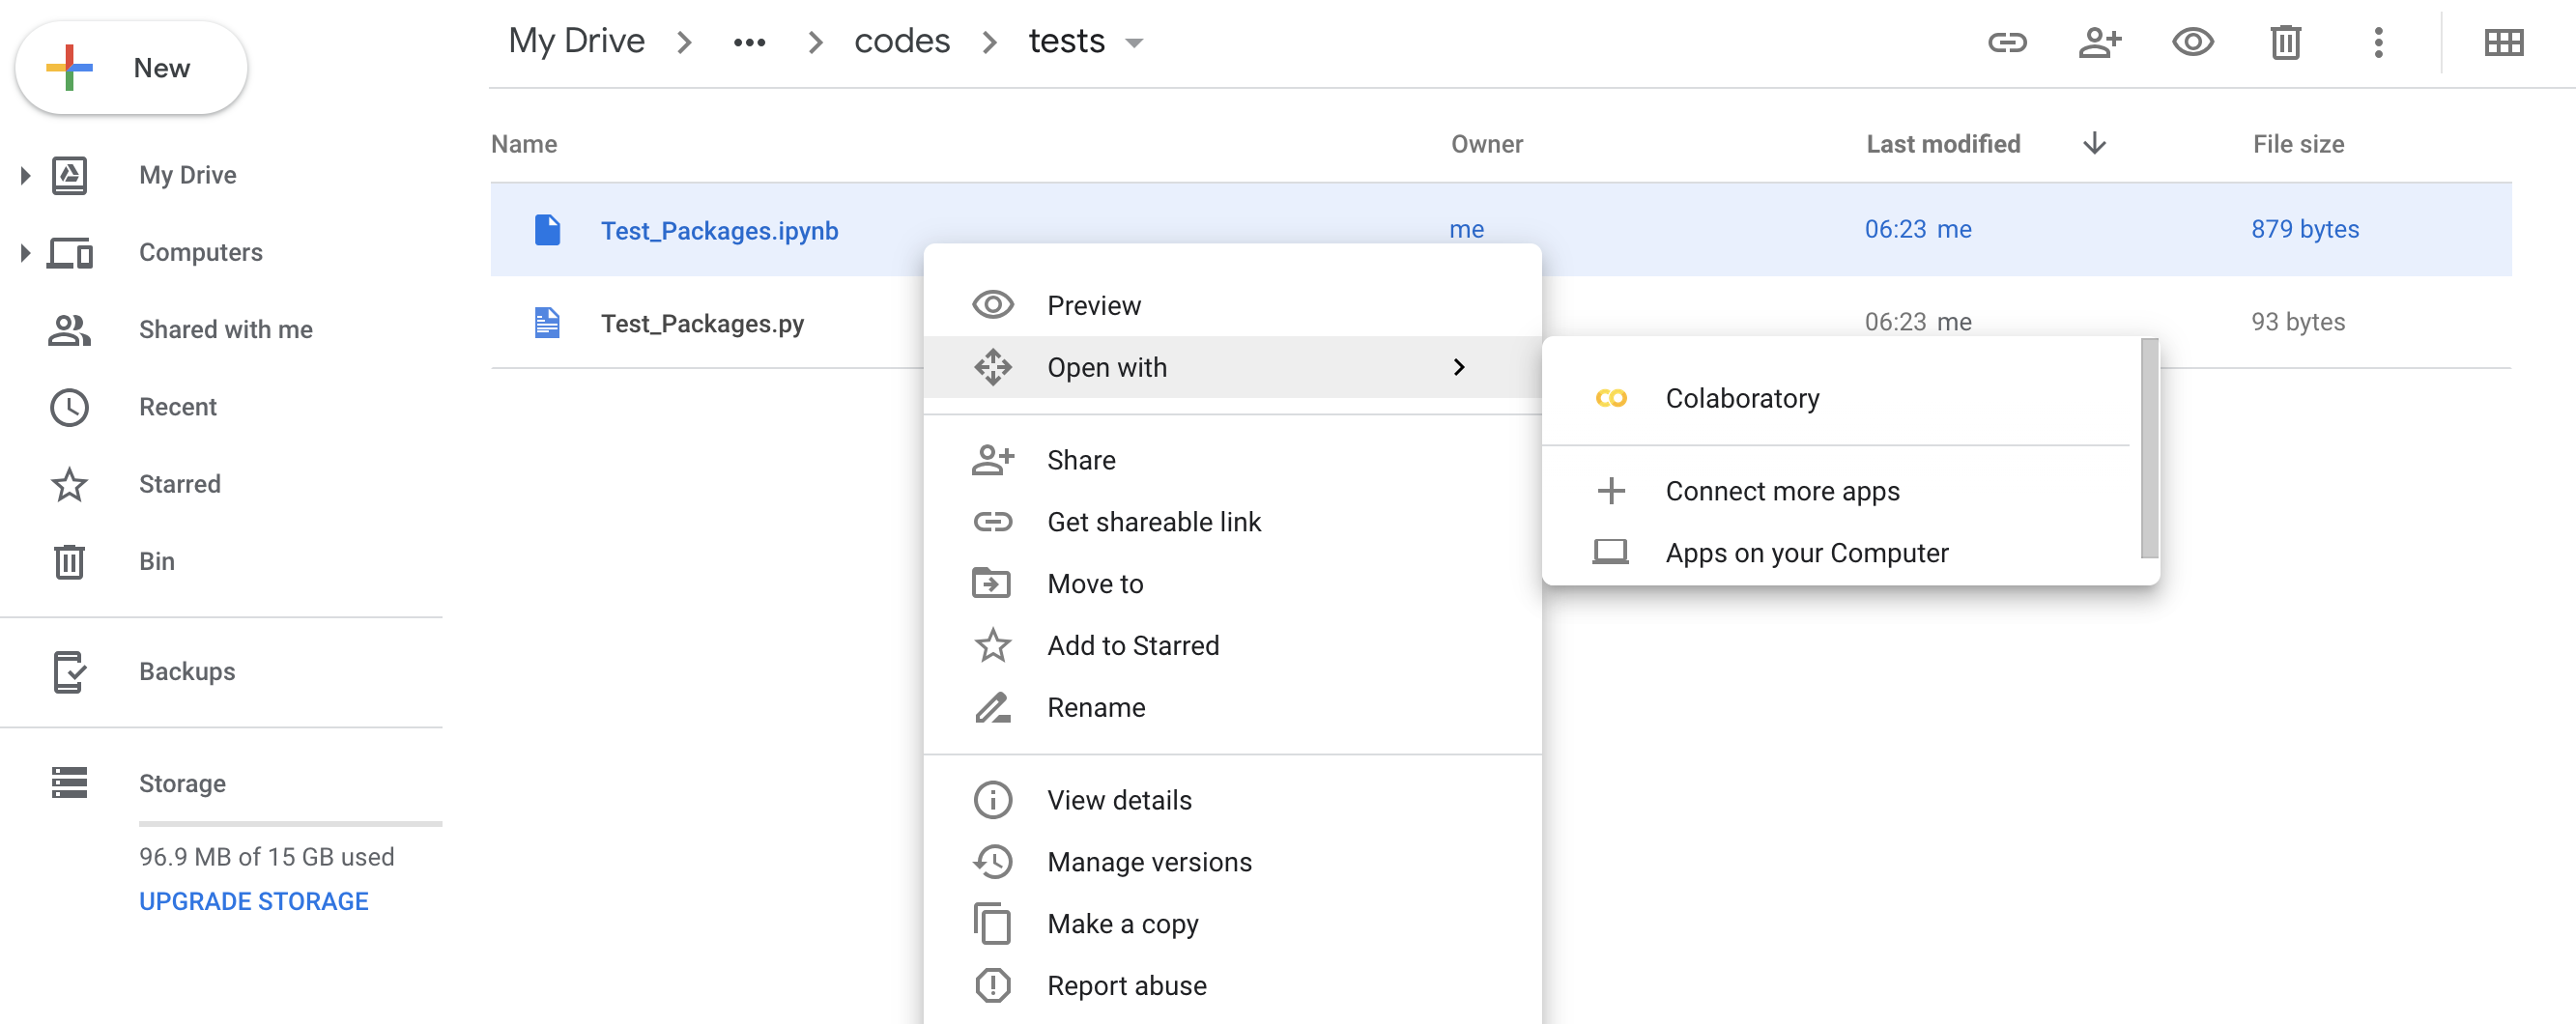 New
My Drive
Computers
Shared with me
Recent
Starred
Bin
Backups
Storage
96.9 MB of 15 GB used
UPGRADE STORAGE
My Drive > ••• > codes > tests
Name Owner Last modified File size
Test_Packages.ipynb me 06:23 me 879 bytes
Test_Packages.py 06:23 me 93 bytes
Preview
Open with
Share
Get shareable link
Move to
Add to Starred
Rename
View details
Manage versions
Make a copy
Report abuse
Colaboratory
Connect more apps
Apps on your Computer